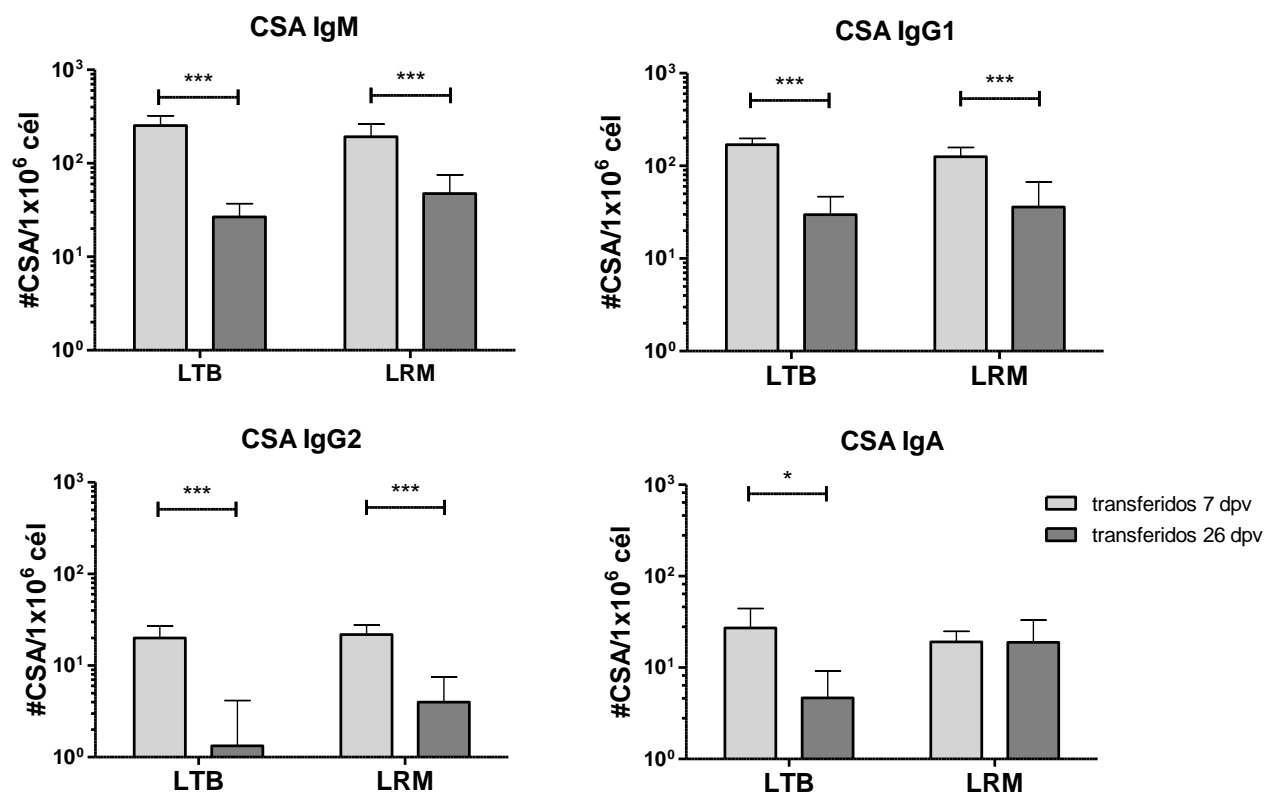 CSA IgM
#CSA/1x10⁶ cél
10³
10²
10¹
10⁰
***
***
LTB
LRM
CSA IgG1
#CSA/1x10⁶ cél
10³
10²
10¹
10⁰
***
***
LTB
LRM
CSA IgG2
#CSA/1x10⁶ cél
10³
10²
10¹
10⁰
***
***
LTB
LRM
CSA IgA
#CSA/1x10⁶ cél
10³
10²
10¹
10⁰
*
LTB
LRM
transferidos 7 dpv
transferidos 26 dpv